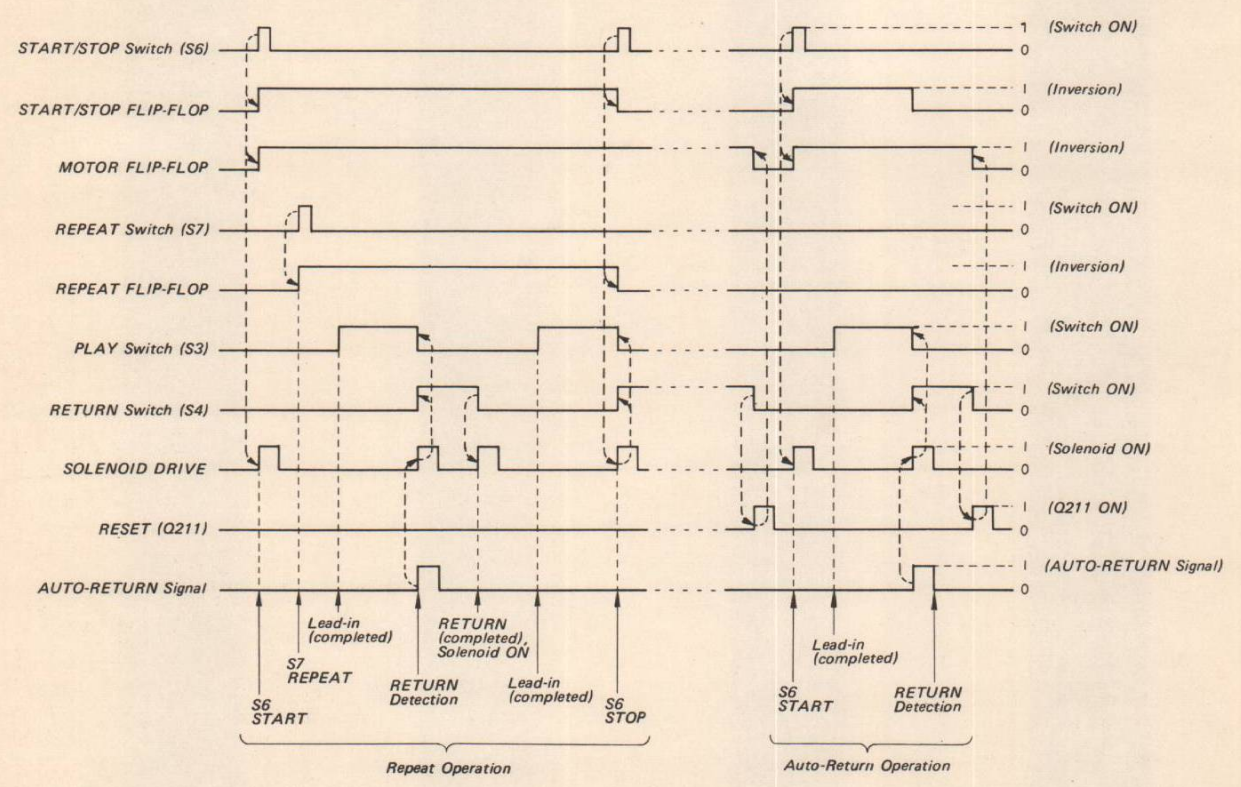 START/STOP Switch (S6)
1 (Switch ON)
0
START/STOP FLIP-FLOP
1 (Inversion)
0
MOTOR FLIP-FLOP
1 (Inversion)
0
REPEAT Switch (S7)
1 (Switch ON)
0
REPEAT FLIP-FLOP
1 (Inversion)
0
PLAY Switch (S3)
1 (Switch ON)
0
RETURN Switch (S4)
1 (Switch ON)
0
SOLENOID DRIVE
1 (Solenoid ON)
0
RESET (Q211)
1 (Q211 ON)
0
AUTO-RETURN Signal
1 (AUTO-RETURN Signal)
0
S6
START
S7
REPEAT
Lead-in
(completed)
RETURN
Detection
RETURN
(completed),
Solenoid ON
Lead-in
(completed)
S6
STOP
S6
START
Lead-in
(completed)
RETURN
Detection
Repeat Operation
Auto-Return Operation